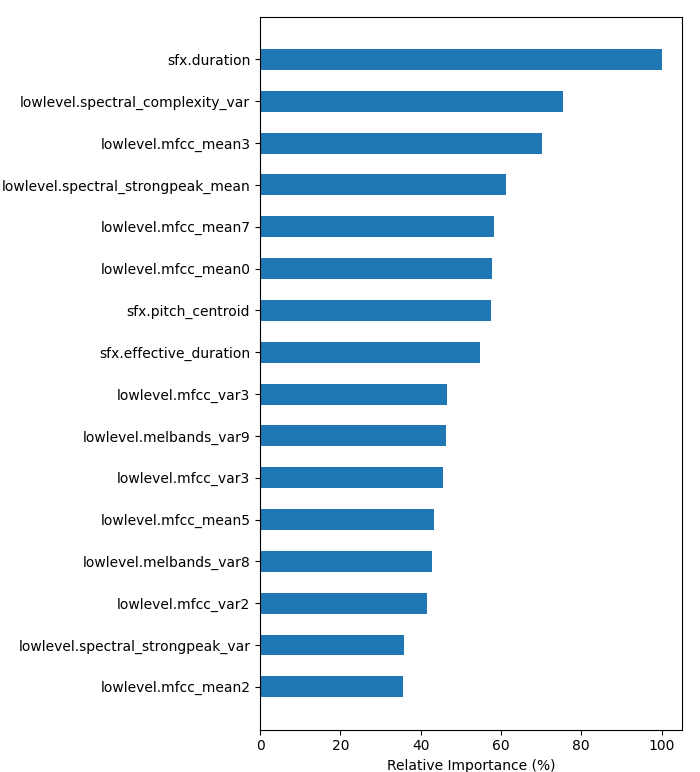 sfx.duration
lowlevel.spectral_complexity_var
lowlevel.mfcc_mean3
lowlevel.spectral_strongpeak_mean
lowlevel.mfcc_mean7
lowlevel.mfcc_mean0
sfx.pitch_centroid
sfx.effective_duration
lowlevel.mfcc_var3
lowlevel.melbands_var9
lowlevel.mfcc_var3
lowlevel.mfcc_mean5
lowlevel.melbands_var8
lowlevel.mfcc_var2
lowlevel.spectral_strongpeak_var
lowlevel.mfcc_mean2
0 20 40 60 80 100
Relative Importance (%)